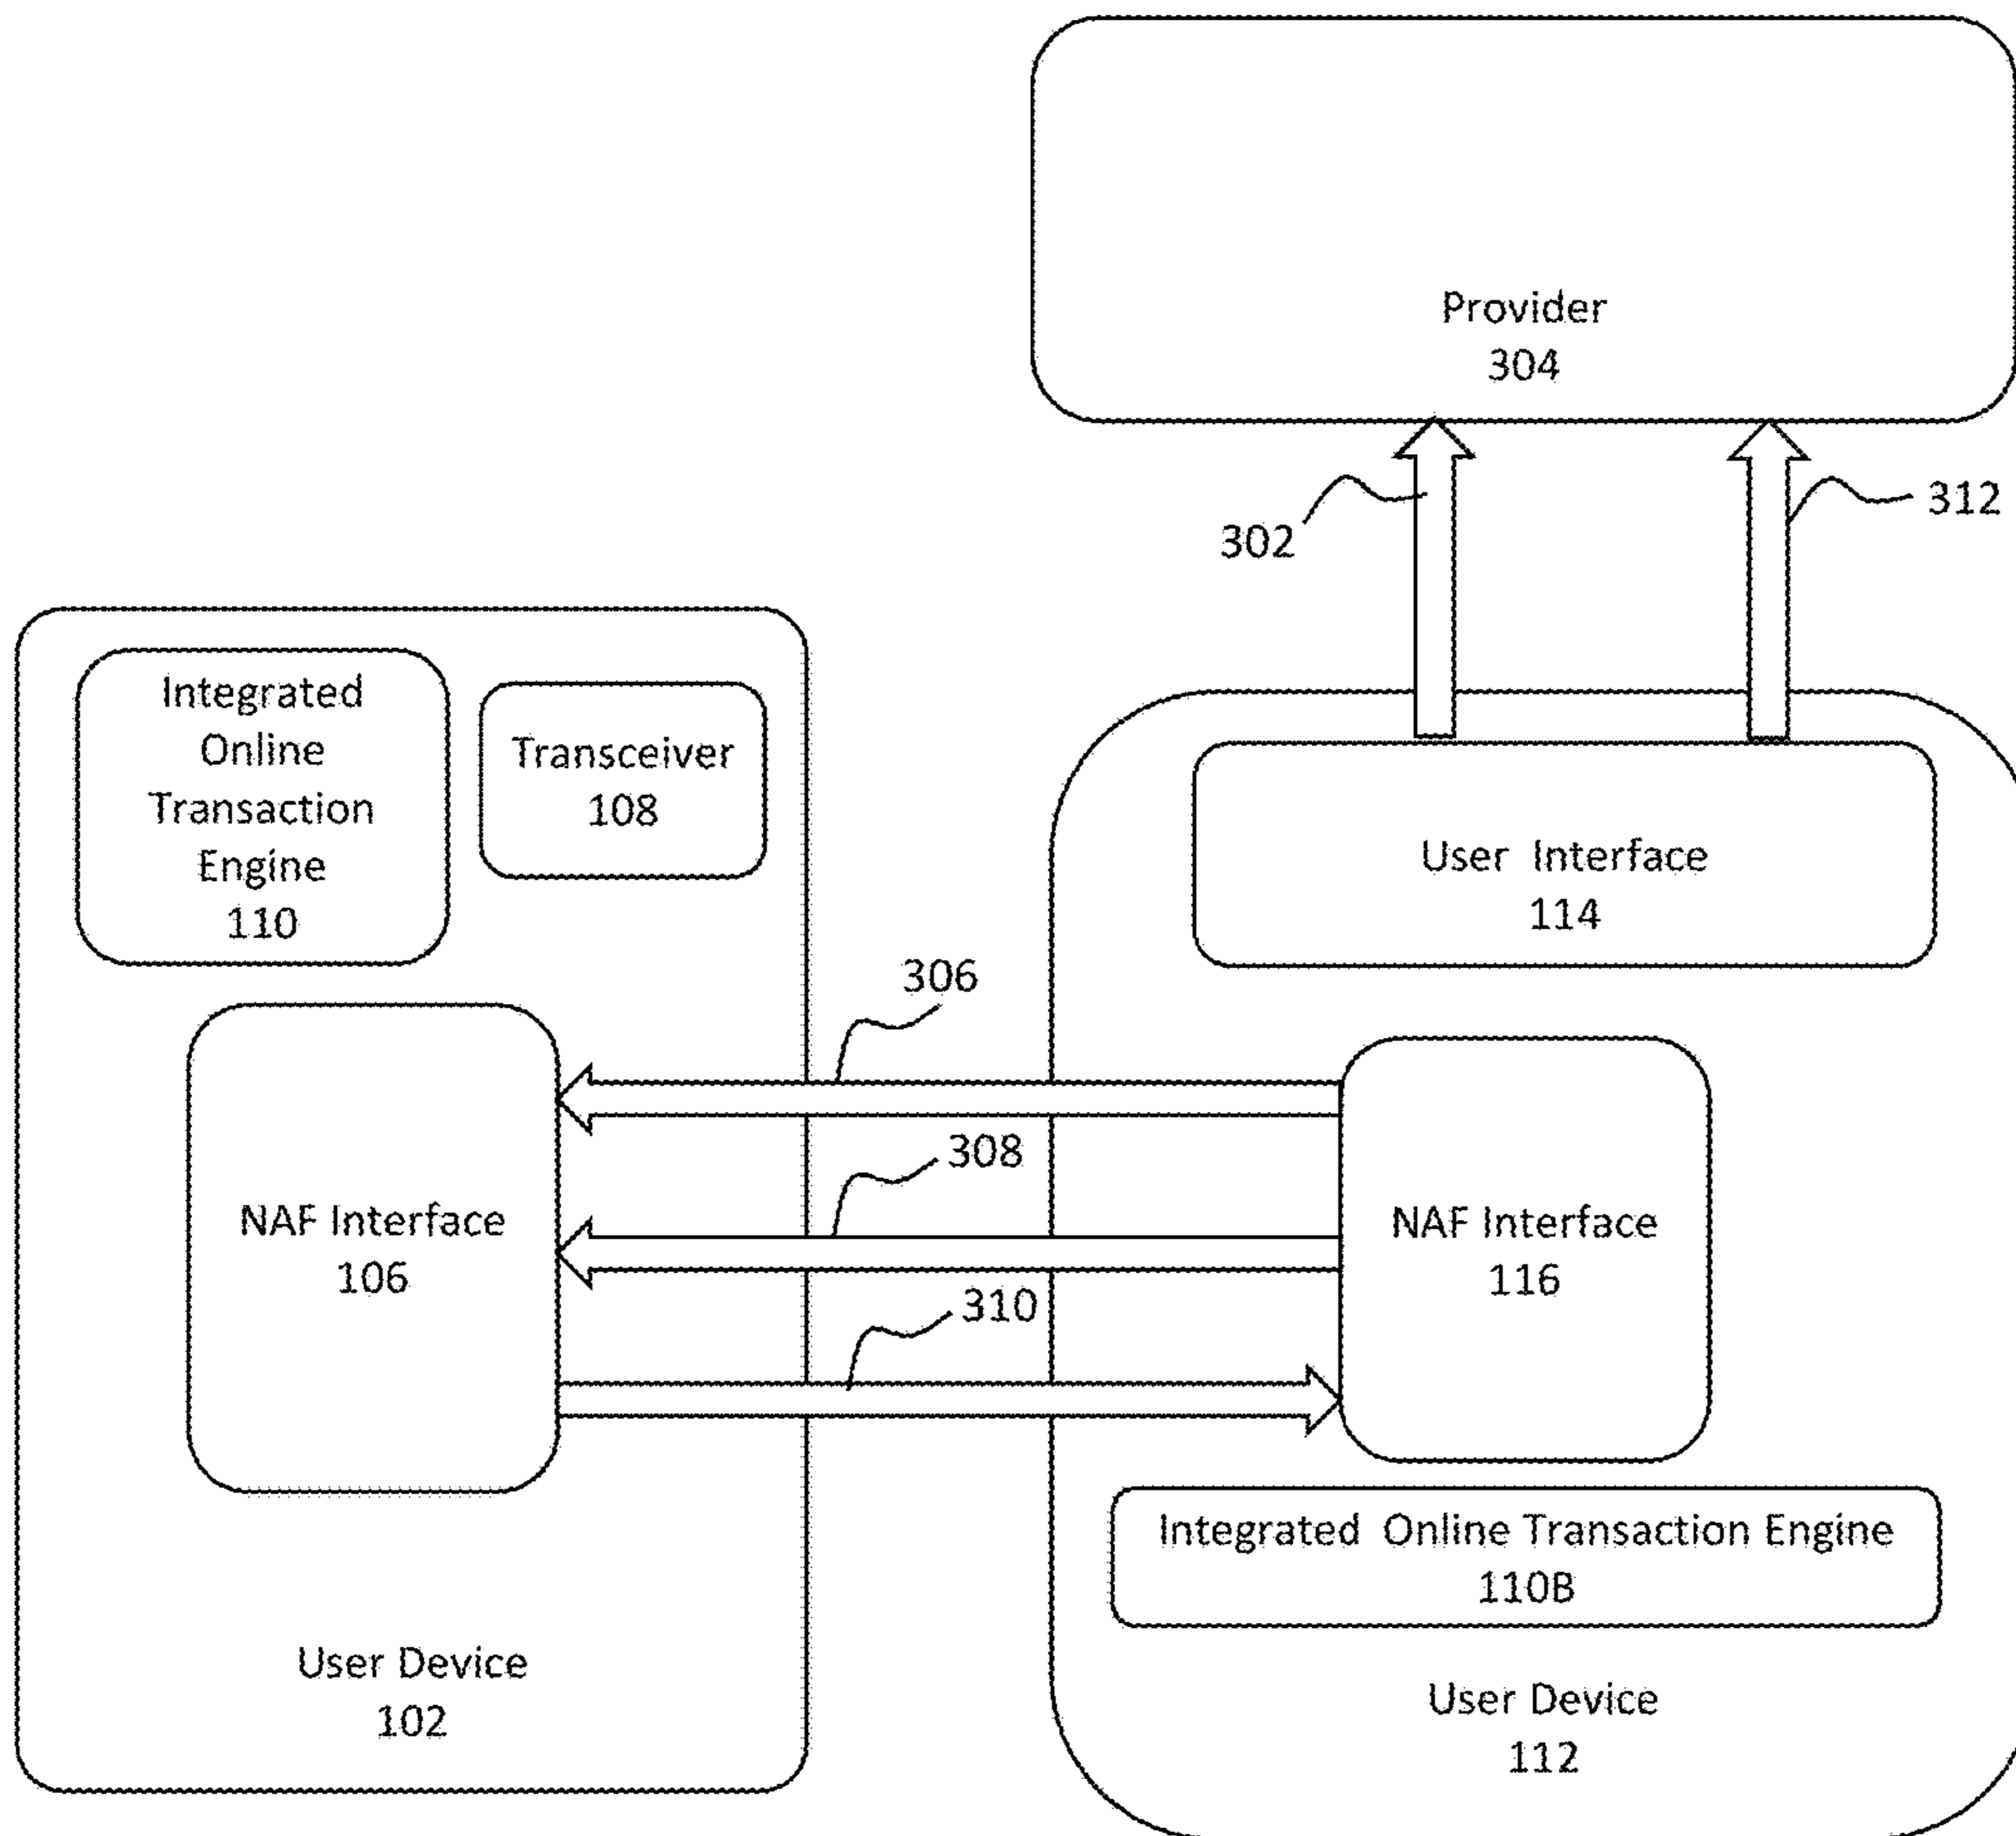 Provider
304
302
312
Integrated
Online
Transaction
Engine
110
Transceiver
108
User Interface
114
306
308
310
NAF Interface
106
NAF Interface
116
Integrated Online Transaction Engine
110B
User Device
102
User Device
112